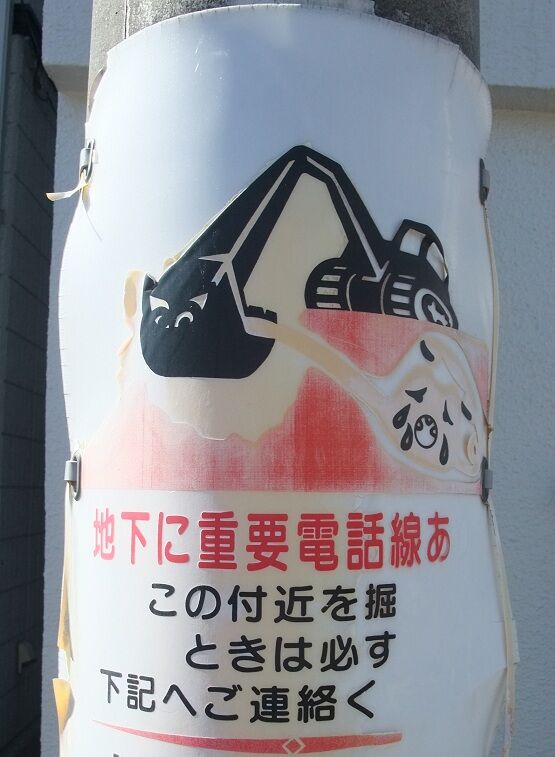 地下に重要電話線あ
この付近を掘
ときは必す
下記へご連絡く